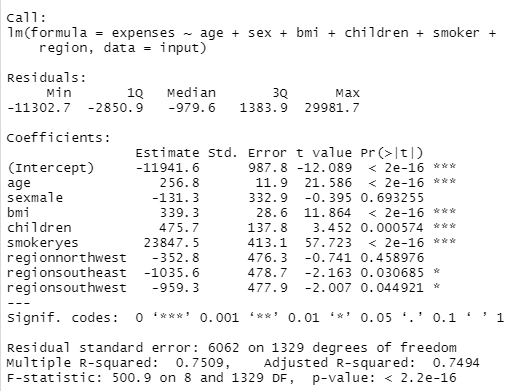 Call:
lm(formula = expenses ~ age + sex + bmi + children + smoker +
    region, data = input)
Residuals:
     Min       1Q   Median       3Q      Max
-11302.7  -2850.9   -979.6   1383.9  29981.7
Coefficients:
                Estimate Std. Error t value Pr(>|t|)
(Intercept)     -11941.6      987.8 -12.089  < 2e-16 ***
age                256.8       11.9  21.586  < 2e-16 ***
sexmale           -131.3      332.9  -0.395 0.693255
bmi                339.3       28.6  11.864  < 2e-16 ***
children           475.7      137.8   3.452 0.000574 ***
smokeryes        23847.5      413.1  57.723  < 2e-16 ***
regionnorthwest   -352.8      476.3  -0.741 0.458976
regionsoutheast  -1035.6      478.7  -2.163 0.030685 *
regionsouthwest   -959.3      477.9  -2.007 0.044921 *
---
Signif. codes:  0 ‘***’ 0.001 ‘**’ 0.01 ‘*’ 0.05 ‘.’ 0.1 ‘ ’ 1
Residual standard error: 6062 on 1329 degrees of freedom
Multiple R-squared:  0.7509,    Adjusted R-squared:  0.7494
F-statistic: 500.9 on 8 and 1329 DF,  p-value: < 2.2e-16